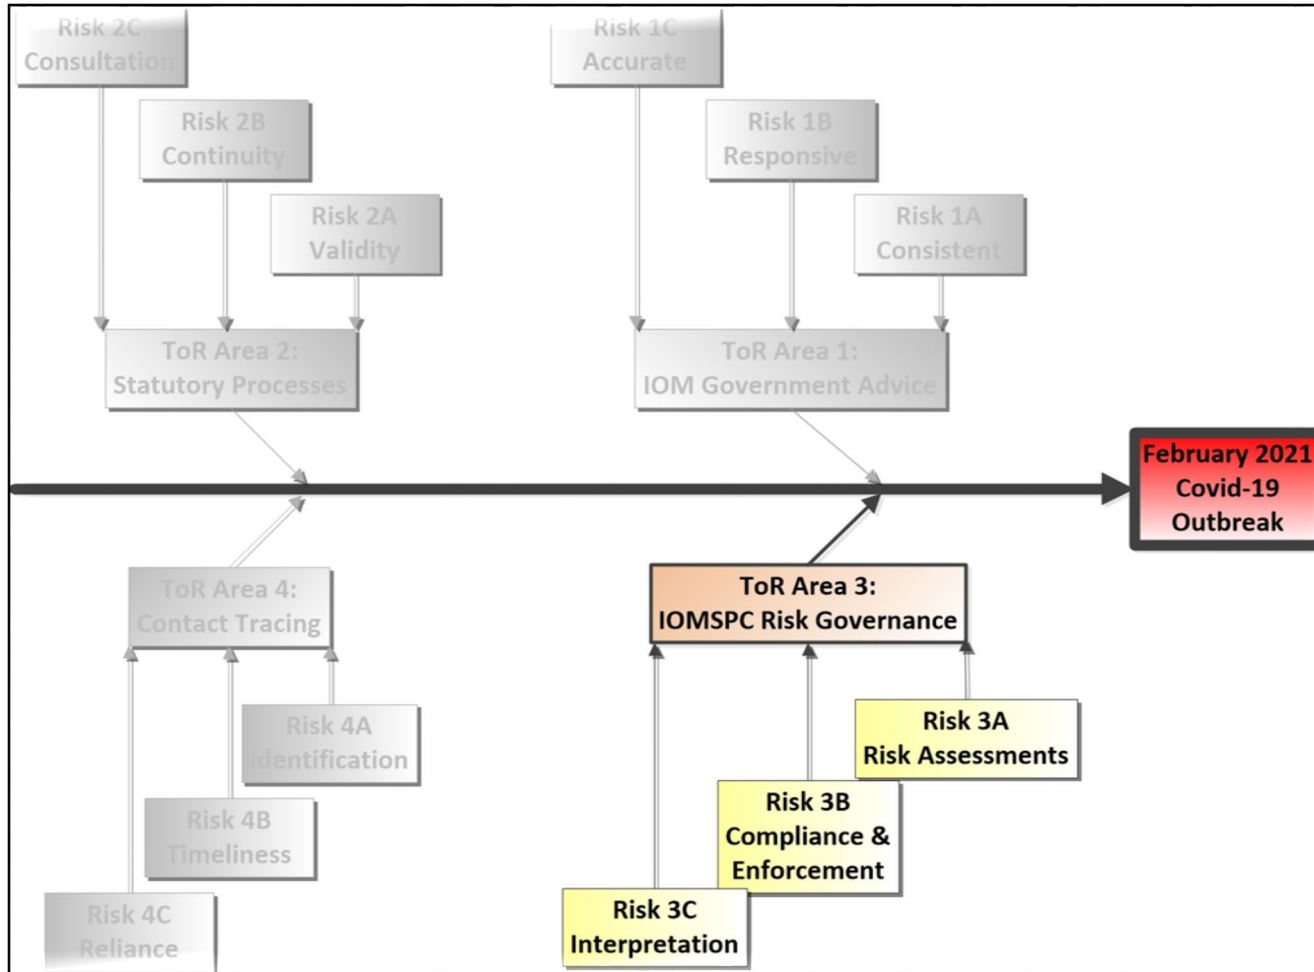 Risk 2C
Consultation
Risk 1C
Accurate
Risk 2B
Continuity
Risk 1B
Responsive
Risk 2A
Validity
Risk 1A
Consistent
ToR Area 2:
Statutory Processes
ToR Area 1:
IOM Government Advice
February 2021
Covid-19
Outbreak
ToR Area 4:
Contact Tracing
ToR Area 3:
IOMSPC Risk Governance
Risk 4A
Identification
Risk 3A
Risk Assessments
Risk 4B
Timeliness
Risk 3B
Compliance &
Enforcement
Risk 4C
Reliance
Risk 3C
Interpretation